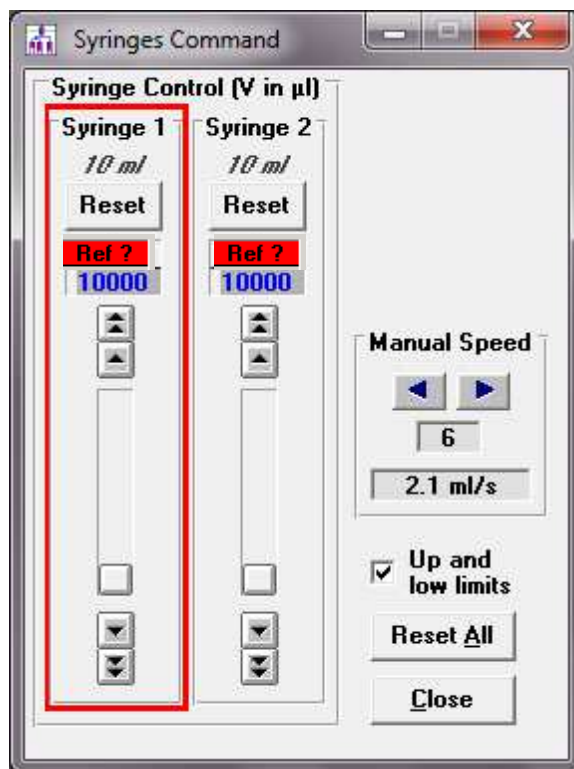 Syringes Command
Syringe Control (V in µl)
Syringe 1
10 ml
Reset
Ref ?
10000
Syringe 2
10 ml
Reset
Ref ?
10000
Manual Speed
6
2.1 ml/s
Up and
low limits
Reset All
Close